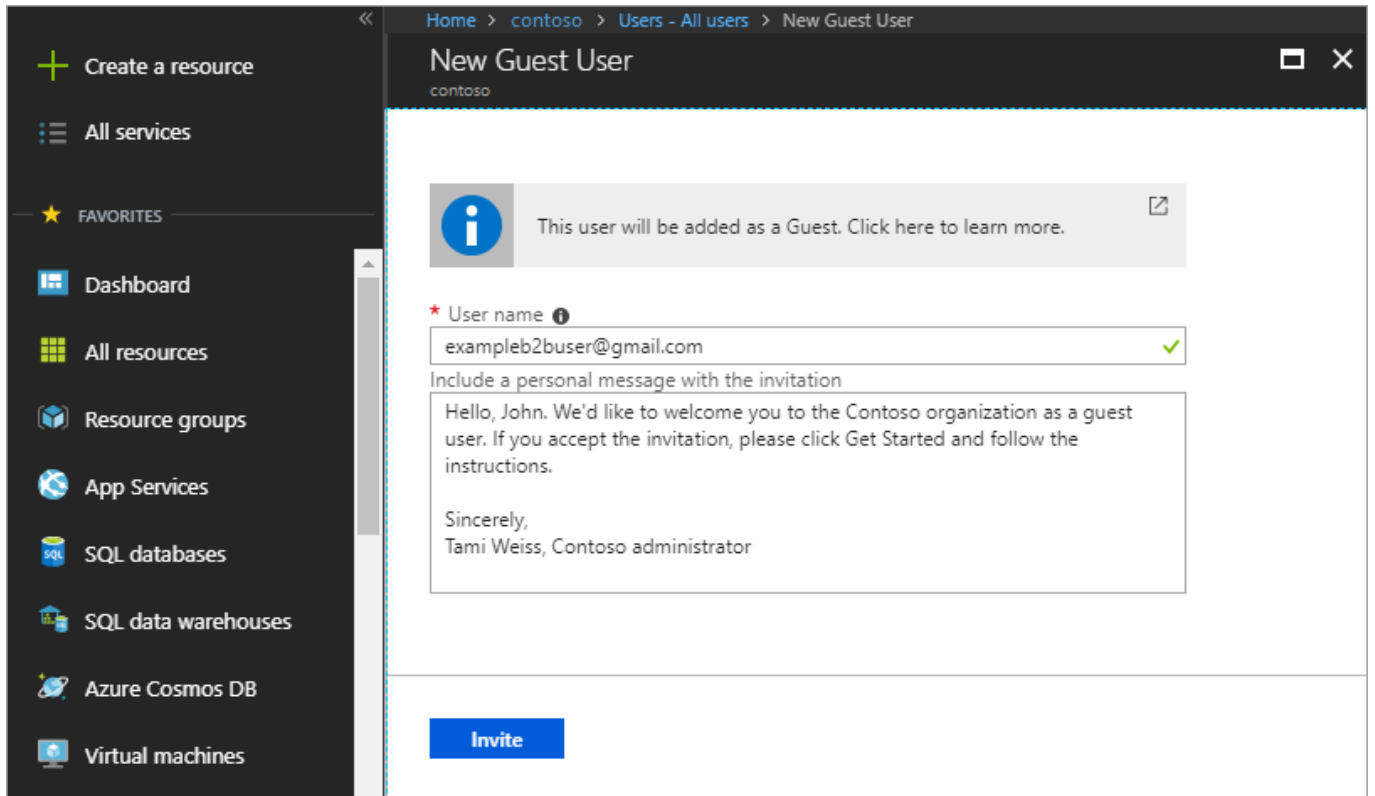 «
Create a resource
All services
FAVORITES
Dashboard
All resources
Resource groups
App Services
SQL
SQL databases
SQL data warehouses
Azure Cosmos DB
Virtual machines
Home > contoso > Users - All users > New Guest User
New Guest User
contoso
This user will be added as a Guest. Click here to learn more.
* User name
exampleb2buser@gmail.com
Include a personal message with the invitation
Hello, John. We'd like to welcome you to the Contoso organization as a guest
user. If you accept the invitation, please click Get Started and follow the
instructions.
Sincerely,
Tami Weiss, Contoso administrator
Invite